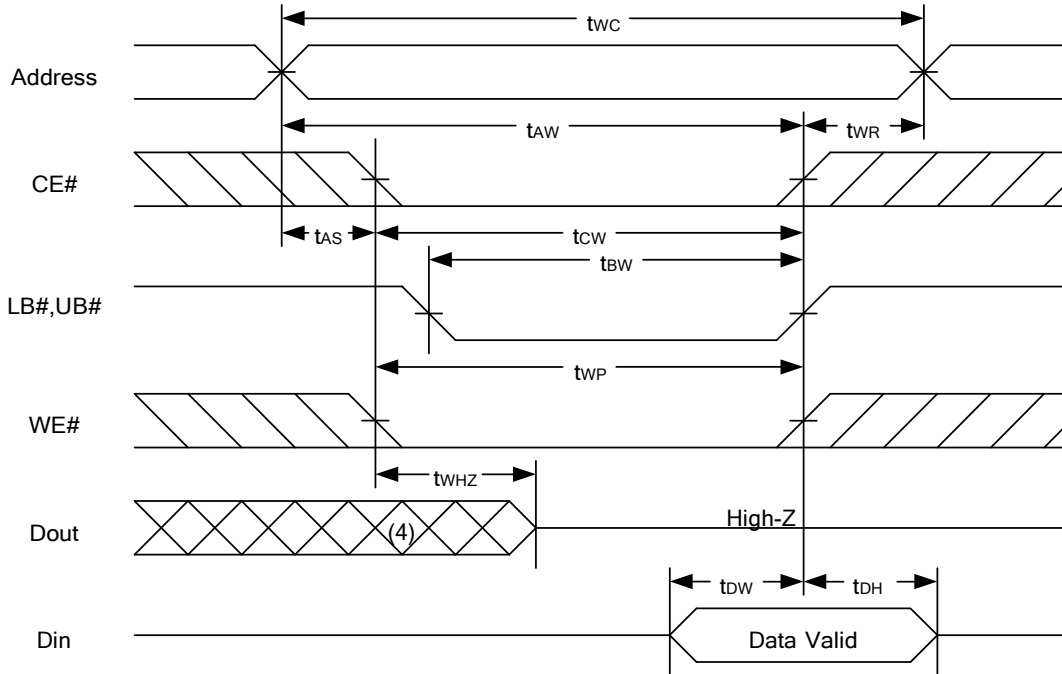 tWC
Address
tAW
tWR
CE#
tAS
tCW
tBW
LB#,UB#
tWP
WE#
tWHZ
Dout
(4)
High-Z
tDW
tDH
Din
Data Valid